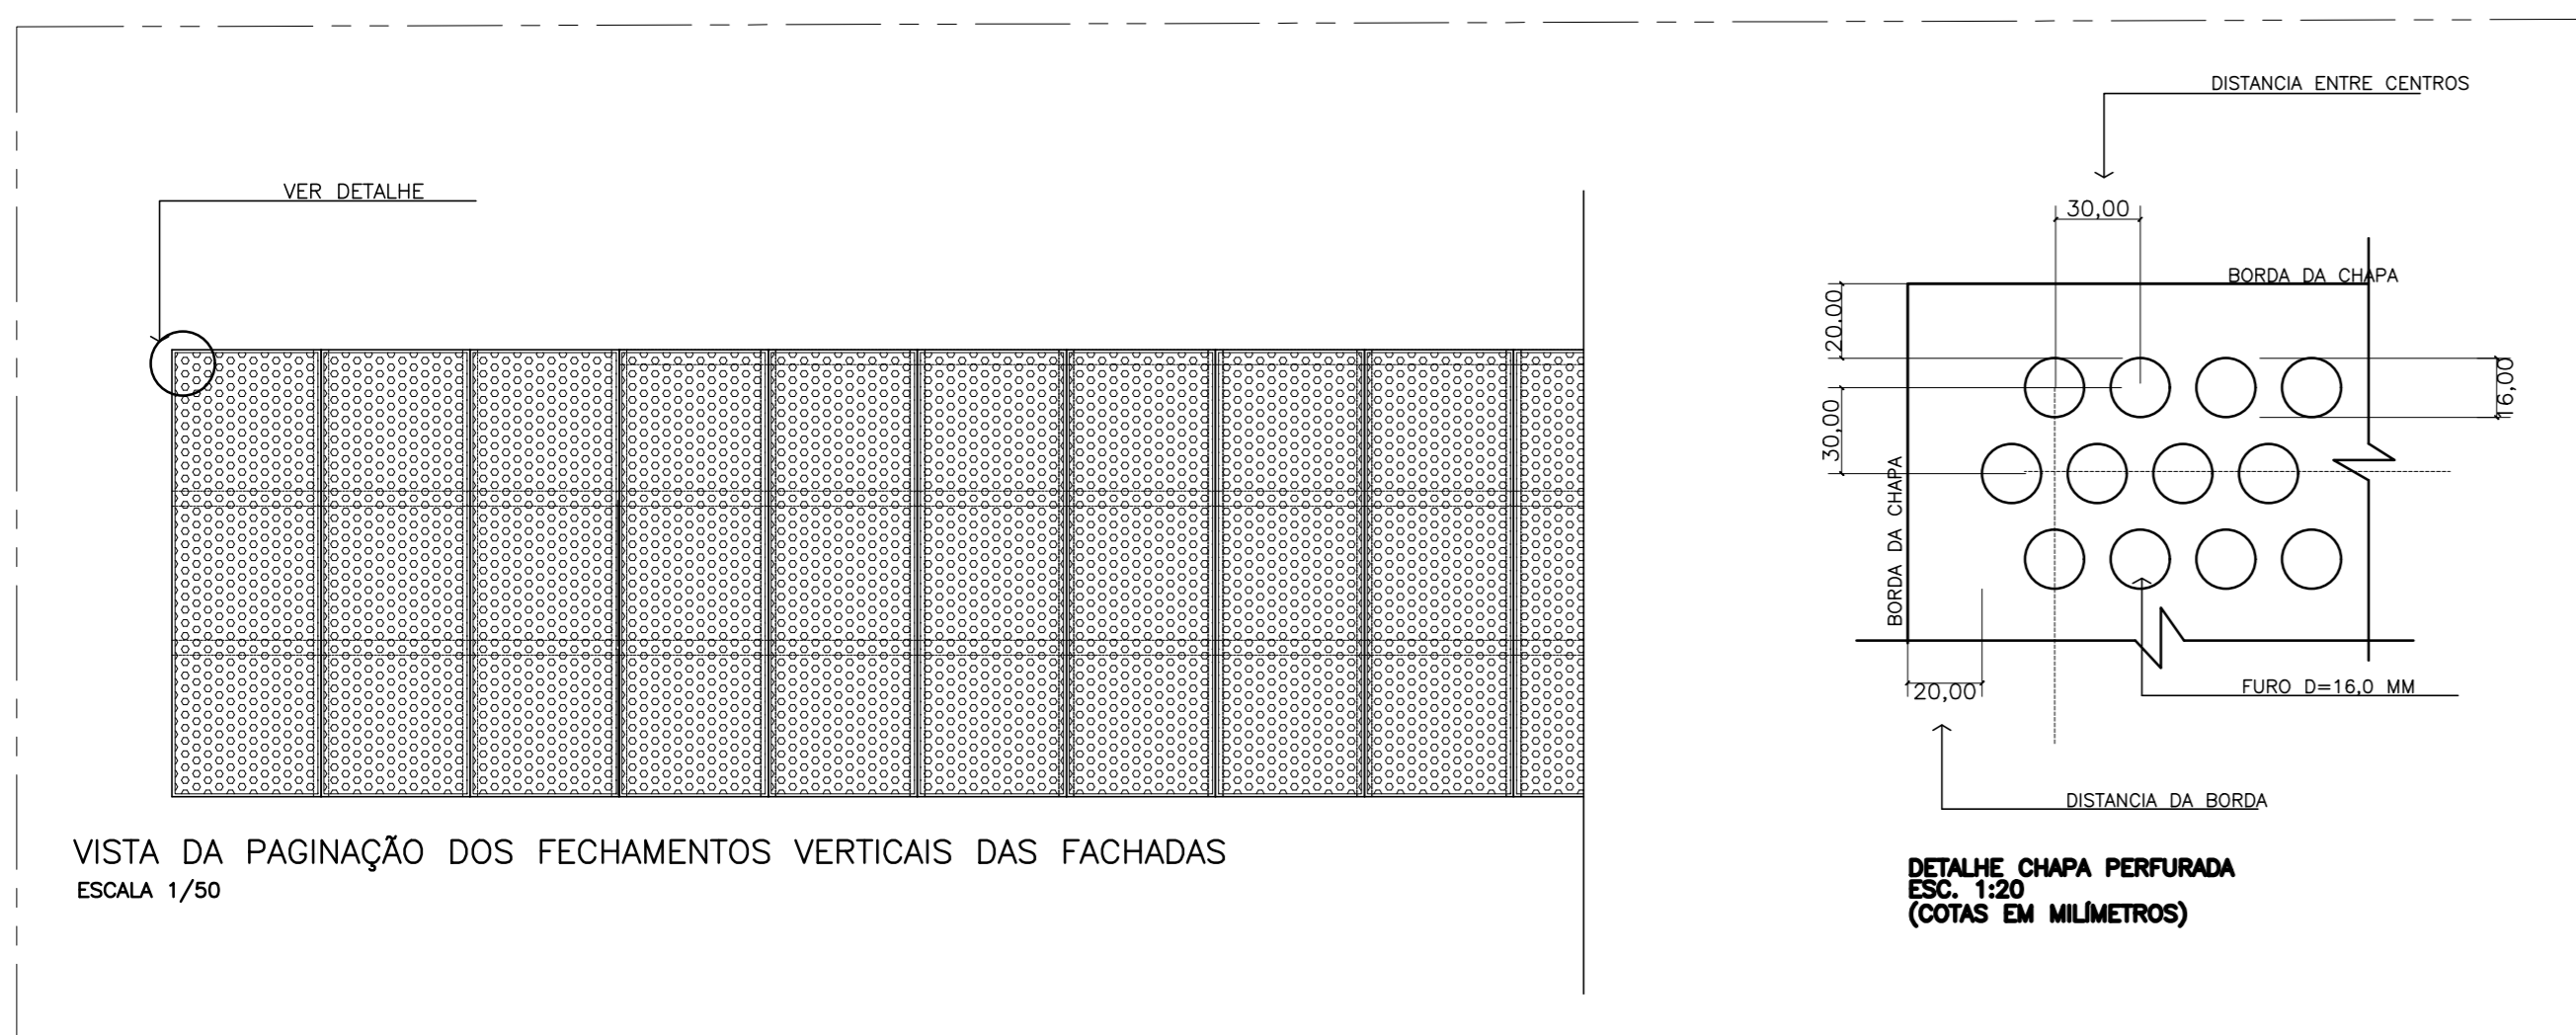 DISTANCIA ENTRE CENTROS
VER DETALHE
30,00
BORDA DA CHAPA
20,00
16,00
30,00
BORDA DA CHAPA
20,00
FURO D=16,0 MM
DISTANCIA DA BORDA
VISTA DA PAGINAÇÃO DOS FECHAMENTOS VERTICAIS DAS FACHADAS
ESCALA 1/50
DETALHE CHAPA PERFURADA
ESC. 1:20
(COTAS EM MILÍMETROS)